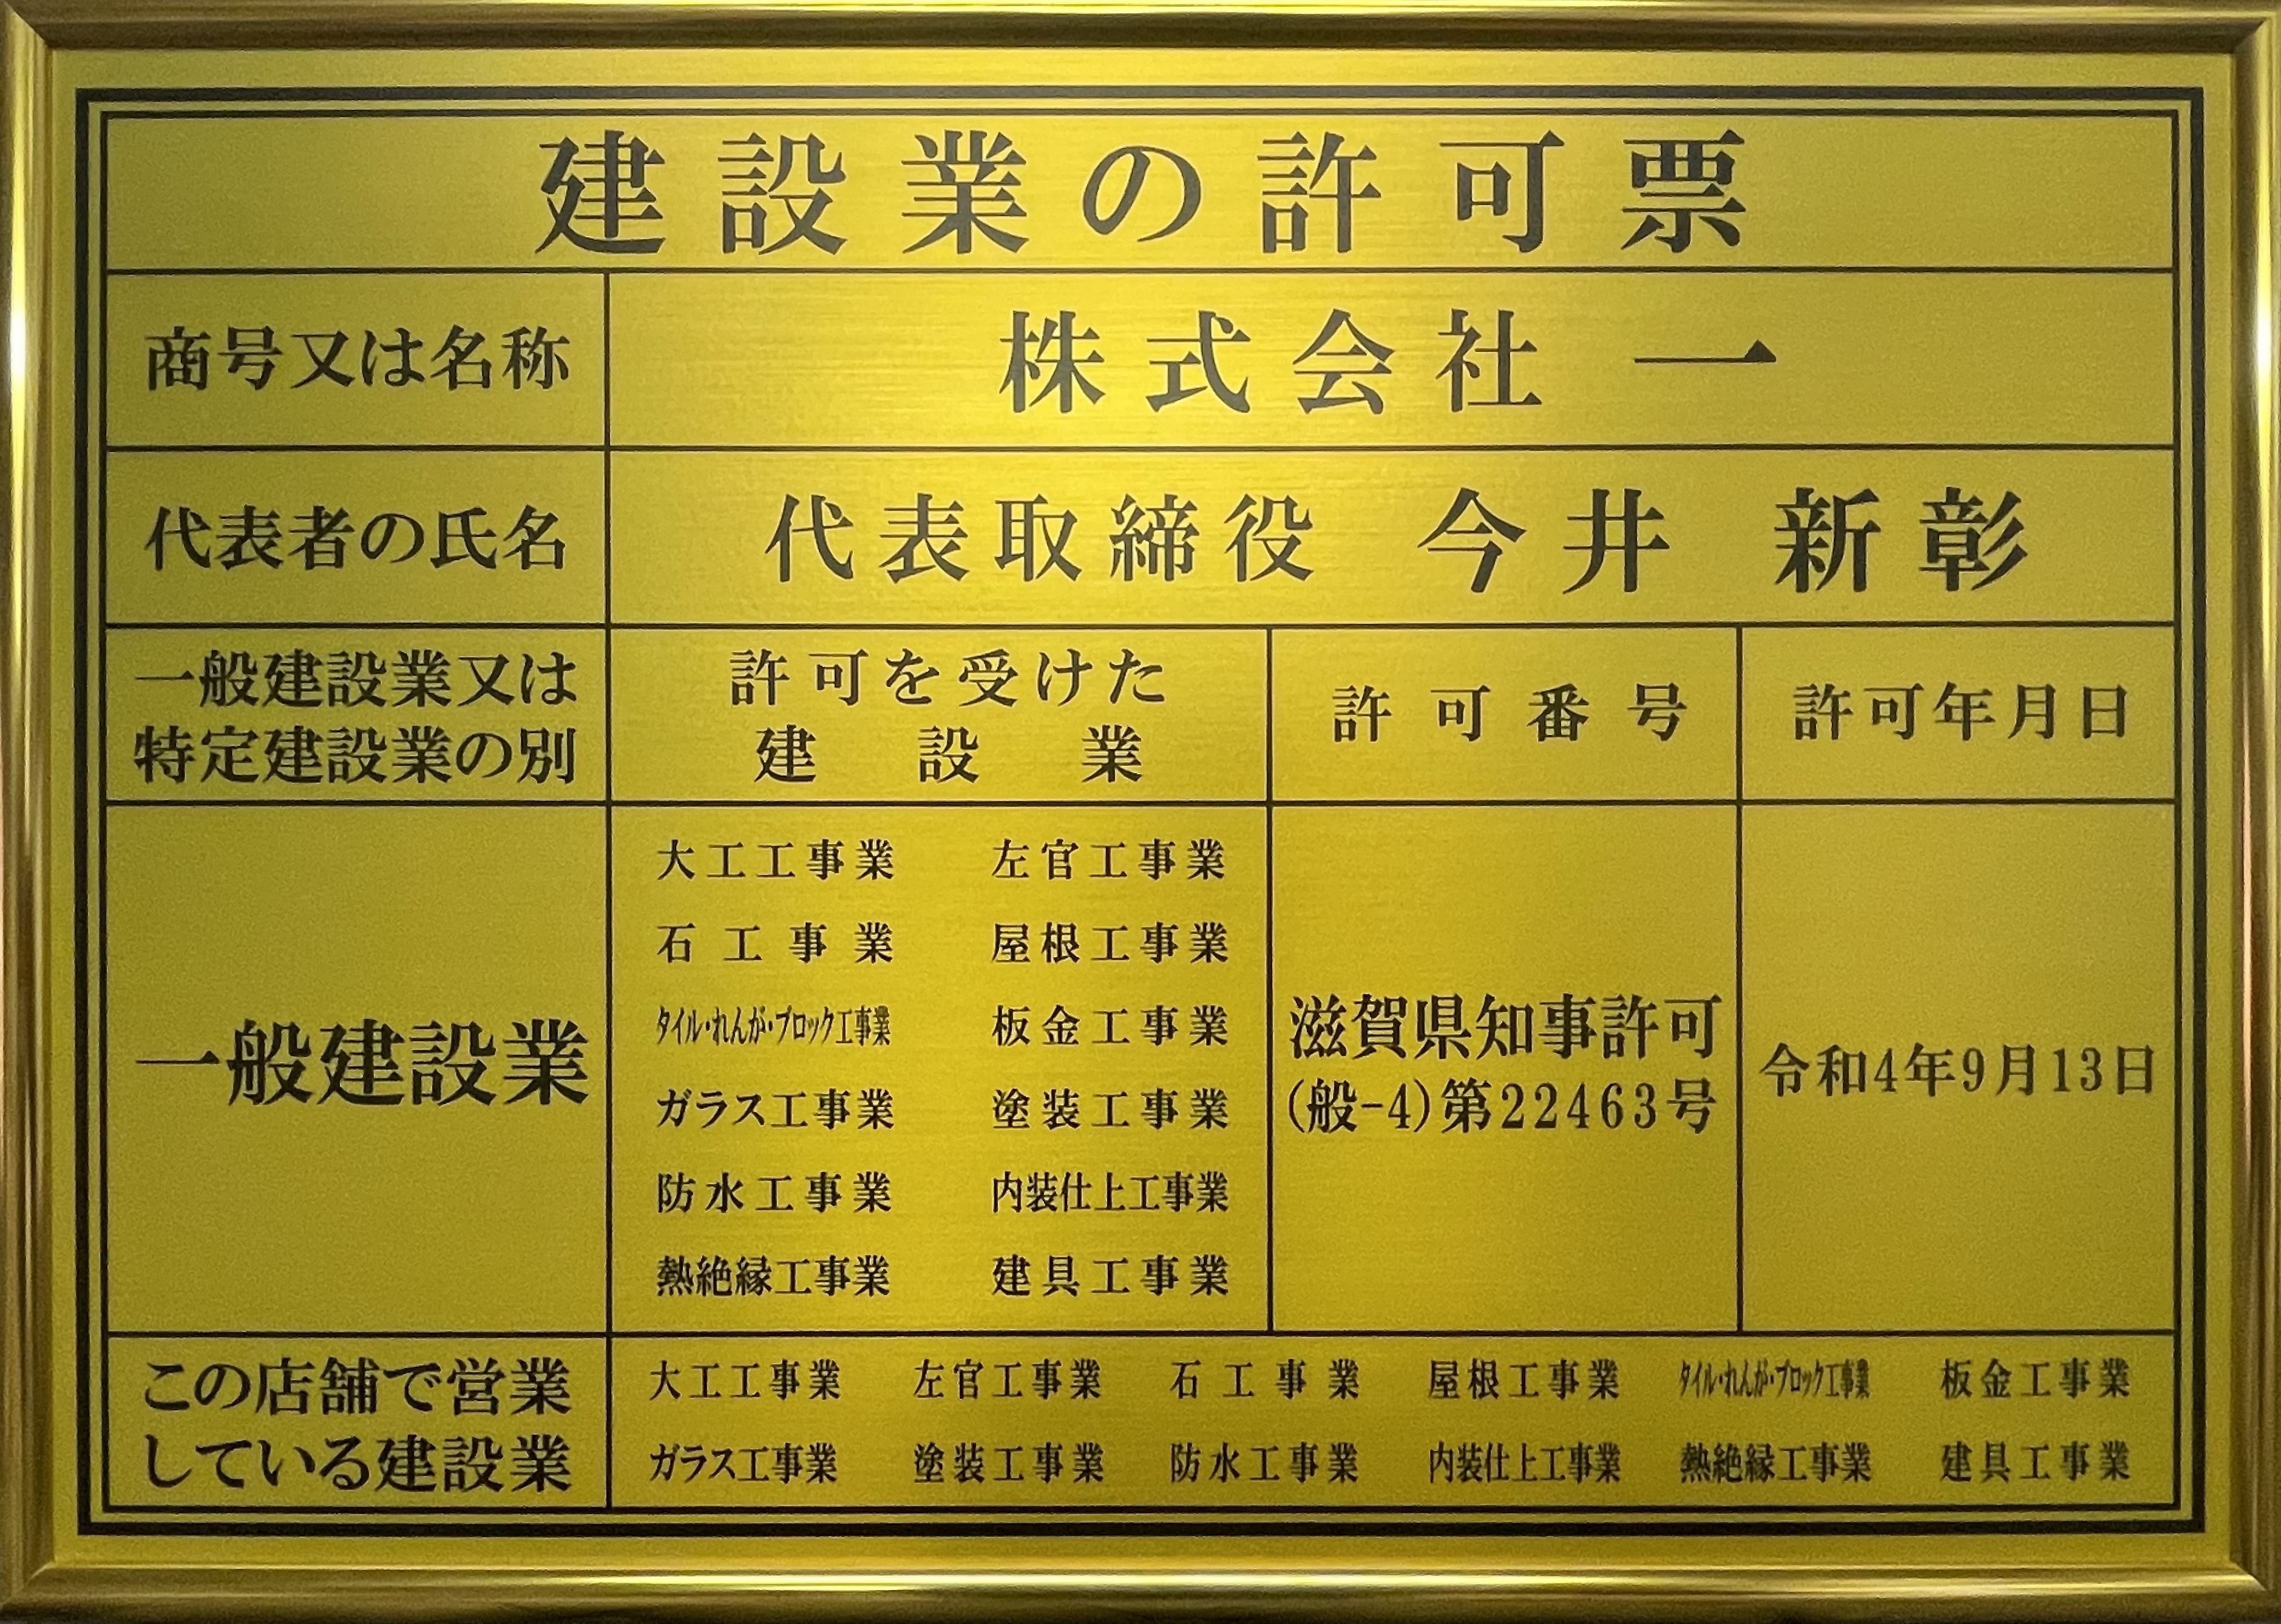 建設業の許可票
商号又は名称
株式会社 一
代表者の氏名
代表取締役 今井 新彰
一般建設業又は
特定建設業の別
許可を受けた
建設業
許可番号
許可年月日
一般建設業
大工工事業 左官工事業
石工事業 屋根工事業
タイル・れんが・ブロック工事業 板金工事業
ガラス工事業 塗装工事業
防水工事業 内装仕上工事業
熱絶縁工事業 建具工事業
滋賀県知事許可
(般-4)第22463号
令和4年9月13日
この店舗で営業
している建設業
大工工事業 左官工事業 石工事業 屋根工事業 タイル・れんが・ブロック工事業 板金工事業
ガラス工事業 塗装工事業 防水工事業 内装仕上工事業 熱絶縁工事業 建具工事業